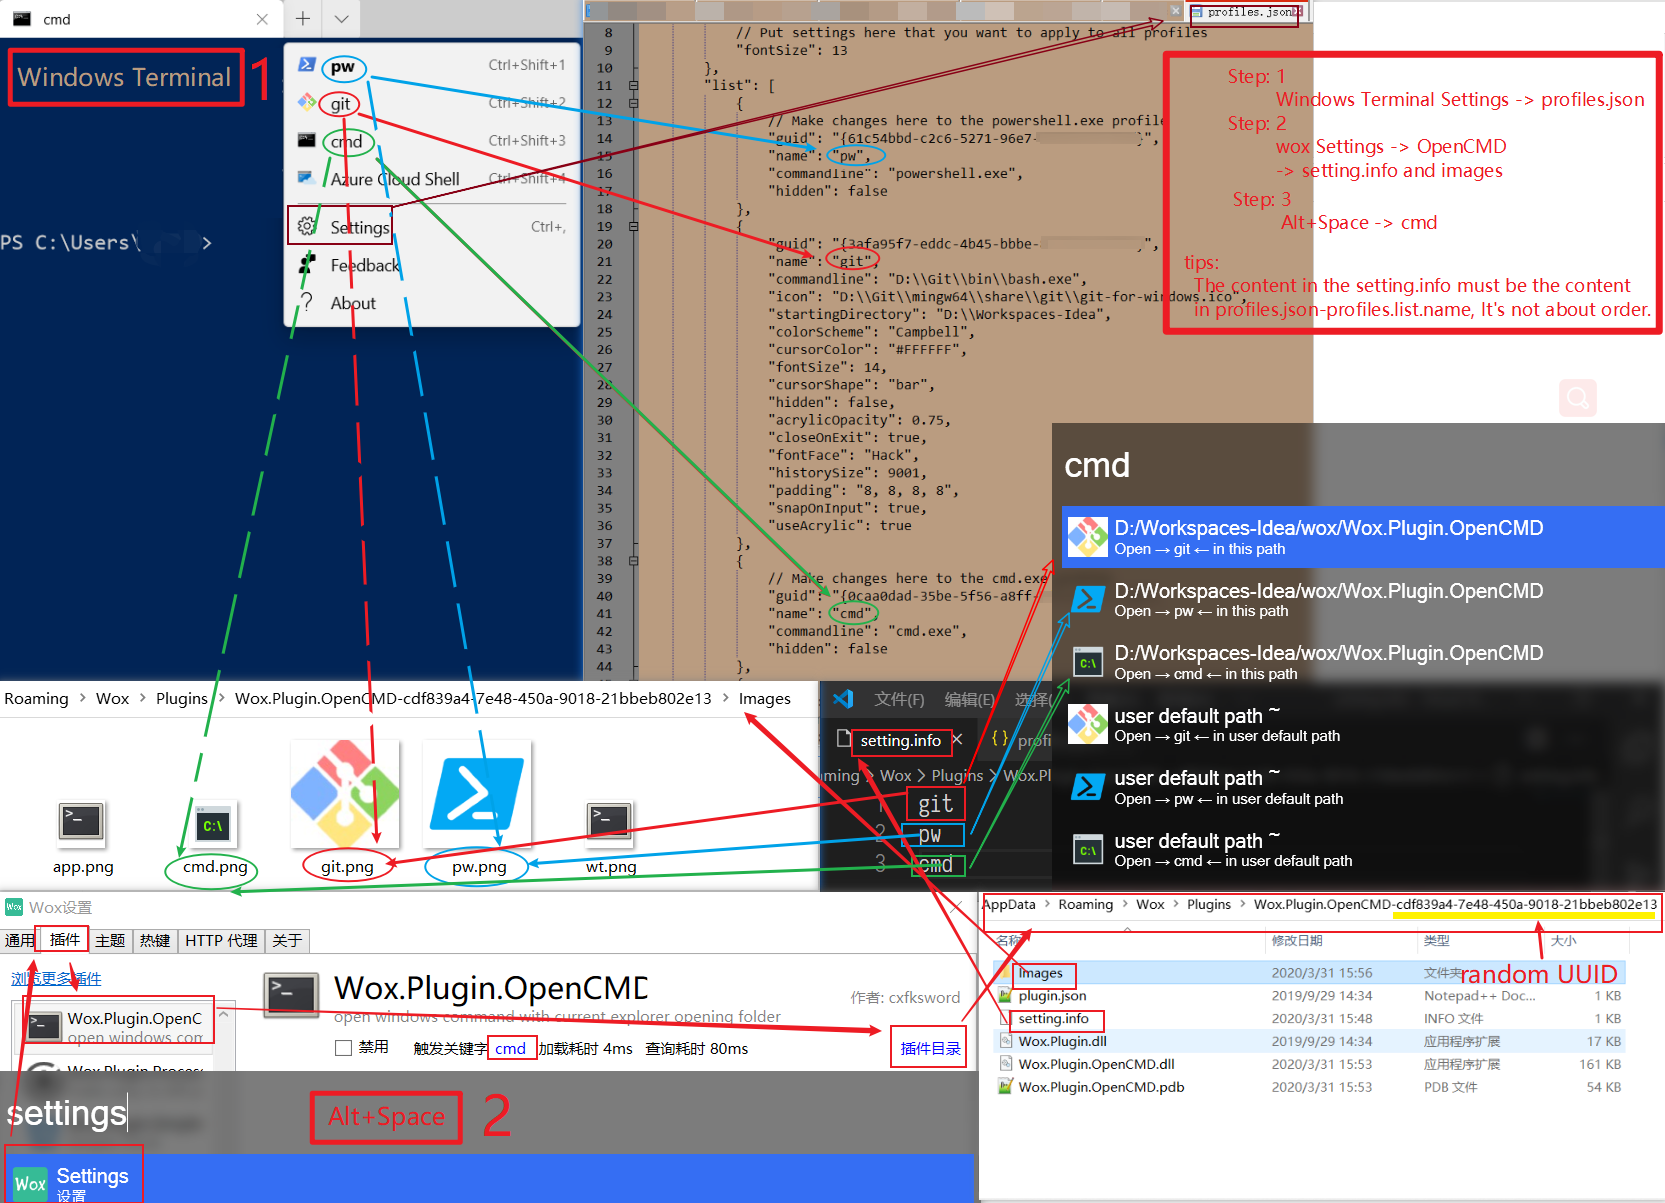 cmd
Windows Terminal 1
pw Ctrl+Shift+1
git Ctrl+Shift+2
cmd Ctrl+Shift+3
Azure Cloud Shell Ctrl+Shift+4
Settings Ctrl+,
Feedback
? About
PS C:\Users\ >
profiles.json
8 // Put settings here that you want to apply to all profiles
9 "fontSize": 13
10 },
11 "list": [
12 {
13 // Make changes here to the powershell.exe profile
14 "guid": "{61c54bbd-c2c6-5271-96e7- }",
15 "name": "pw",
16 "commandline": "powershell.exe",
17 "hidden": false
18 },
19 {
20 "guid": "{3afa95f7-eddc-4b45-bbbe- }",
21 "name": "git",
22 "commandline": "D:\\Git\\bin\\bash.exe",
23 "icon": "D:\\Git\\mingw64\\share\\git\\git-for-windows.ico",
24 "startingDirectory": "D:\\Workspaces-Idea",
25 "colorScheme": "Campbell",
26 "cursorColor": "#FFFFFF",
27 "fontSize": 14,
28 "cursorShape": "bar",
29 "hidden": false,
30 "acrylicOpacity": 0.75,
31 "closeOnExit": true,
32 "fontFace": "Hack",
33 "historySize": 9001,
34 "padding": "8, 8, 8, 8",
35 "snapOnInput": true,
36 "useAcrylic": true
37 },
38 {
39 // Make changes here to the cmd.exe
40 "guid": "{0caa0dad-35be-5f56-a8ff-
41 "name": "cmd",
42 "commandline": "cmd.exe",
43 "hidden": false
44 },
Step: 1
Windows Terminal Settings -> profiles.json
Step: 2
wox Settings -> OpenCMD
-> setting.info and images
Step: 3
Alt+Space -> cmd
tips:
The content in the setting.info must be the content
in profiles.json-profiles.list.name, It's not about order.
cmd
D:/Workspaces-Idea/wox/Wox.Plugin.OpenCMD
Open → git ← in this path
D:/Workspaces-Idea/wox/Wox.Plugin.OpenCMD
Open → pw ← in this path
D:/Workspaces-Idea/wox/Wox.Plugin.OpenCMD
Open → cmd ← in this path
user default path ~
Open → git ← in user default path
user default path ~
Open → pw ← in user default path
user default path ~
Open → cmd ← in user default path
Roaming > Wox > Plugins > Wox.Plugin.OpenCMD-cdf839a4-7e48-450a-9018-21bbeb802e13 > Images
app.png cmd.png git.png pw.png wt.png
文件(F) 编辑(E) 选择(
setting.info {} profi
ming > Wox > Plugins > Wox.Pl
1 git
2 pw
3 cmd
Wox设置
通用 插件 主题 热键 HTTP 代理 关于
浏览更多插件
Wox.Plugin.OpenC
open windows com
Wox.Plugin.Proces
Wox.Plugin.OpenCMD
作者: cxfksword
open windows command with current explorer opening folder
禁用 触发关键字 cmd 加载耗时 4ms 查询耗时 80ms
插件目录
settings
Alt+Space 2
Wox Settings
设置
AppData > Roaming > Wox > Plugins > Wox.Plugin.OpenCMD-cdf839a4-7e48-450a-9018-21bbeb802e13
名称 修改日期 类型 大小
random UUID
Images 2020/3/31 15:56 文件夹
plugin.json 2019/9/29 14:34 Notepad++ Doc... 1 KB
setting.info 2020/3/31 15:48 INFO 文件 1 KB
Wox.Plugin.dll 2019/9/29 14:34 应用程序扩展 17 KB
Wox.Plugin.OpenCMD.dll 2020/3/31 15:53 应用程序扩展 161 KB
Wox.Plugin.OpenCMD.pdb 2020/3/31 15:53 PDB 文件 54 KB